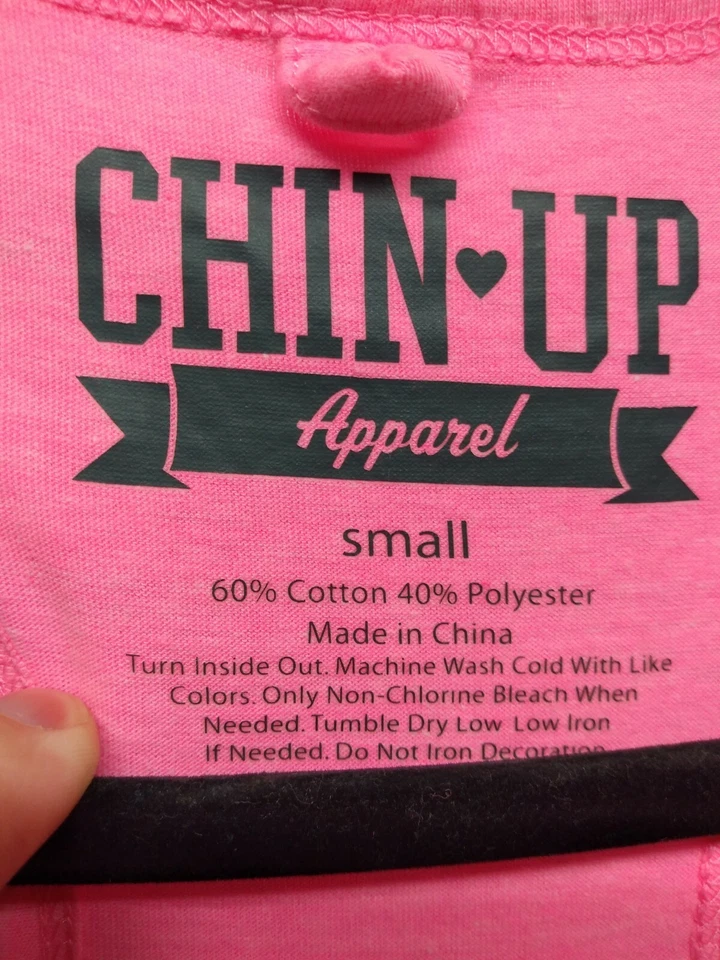 CHIN♥UP
Apparel
small
60% Cotton 40% Polyester
Made in China
Turn Inside Out. Machine Wash Cold With Like
Colors. Only Non-Chlorine Bleach When
Needed. Tumble Dry Low Low Iron
If Needed. Do Not Iron Decoration